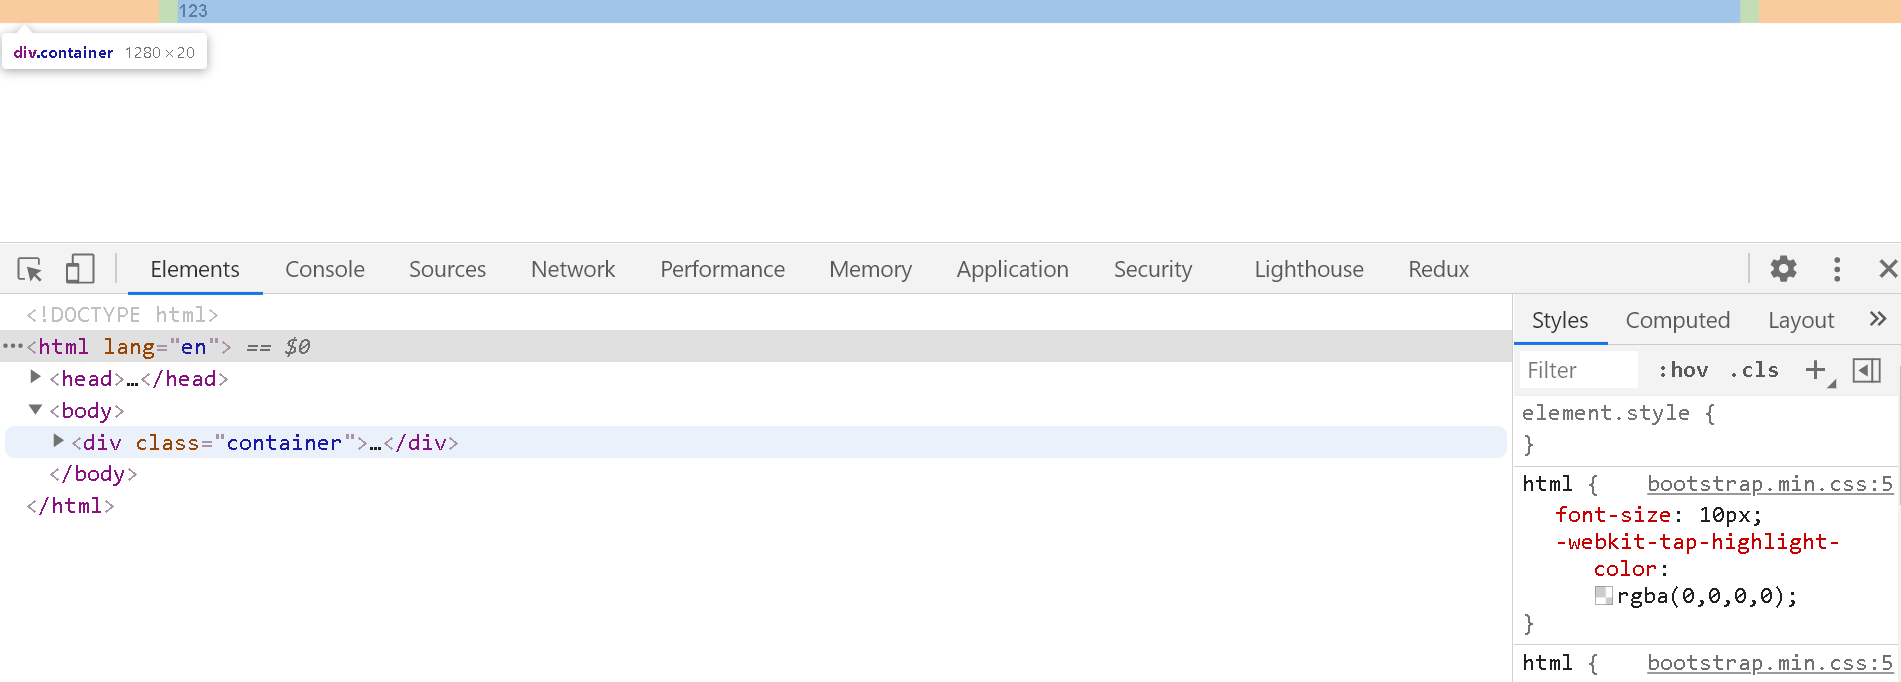 123
div.container 1280 × 20
Elements Console Sources Network Performance Memory Application Security Lighthouse Redux
<!DOCTYPE html>
⋯<html lang="en"> == $0
▶<head>…</head>
▼<body>
▶<div class="container">…</div>
</body>
</html>
Styles Computed Layout »
Filter :hov .cls +
element.style {
}
html { bootstrap.min.css:5
font-size: 10px;
-webkit-tap-highlight-
color:
rgba(0,0,0,0);
}
html { bootstrap.min.css:5